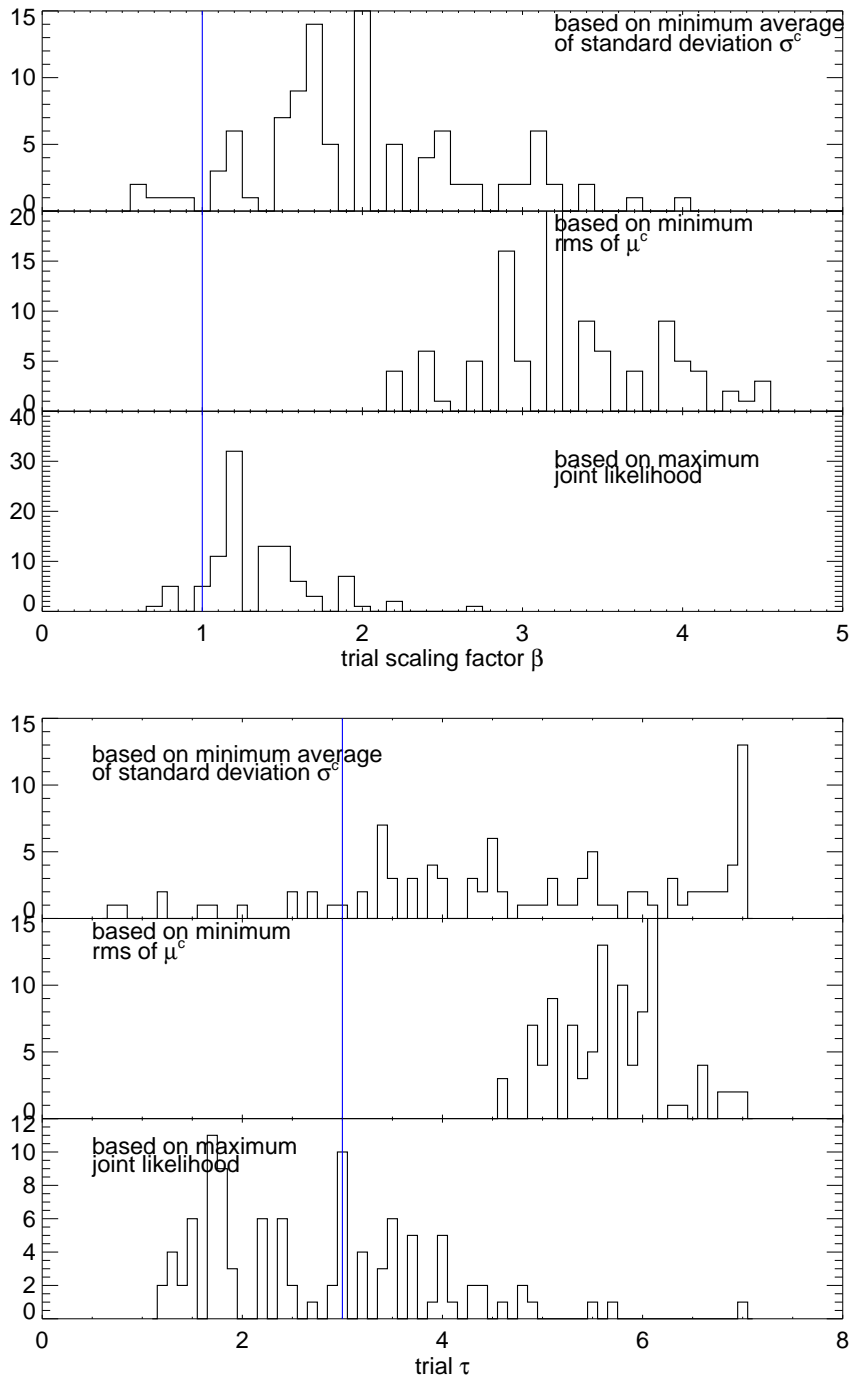 15
based on minimum average
of standard deviation σᶜ
10
5
0
20
based on minimum
rms of μᶜ
15
10
5
0
40
based on maximum
joint likelihood
30
20
10
0
0 1 2 3 4 5
trial scaling factor β
15
based on minimum average
of standard deviation σᶜ
10
5
0
15
based on minimum
rms of μᶜ
10
5
0
12
based on maximum
joint likelihood
10
8
6
4
2
0
0 2 4 6 8
trial τ